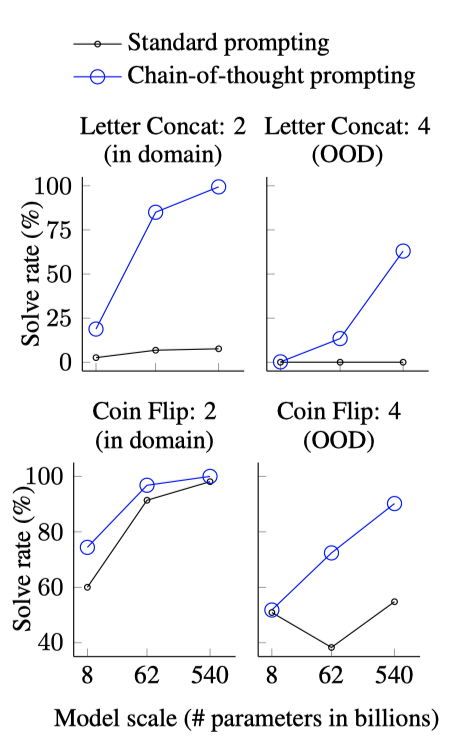 Standard prompting
Chain-of-thought prompting
Letter Concat: 2
(in domain)
Letter Concat: 4
(OOD)
Solve rate (%)
100
75
50
25
0
Coin Flip: 2
(in domain)
Coin Flip: 4
(OOD)
Solve rate (%)
100
80
60
40
8 62 540 8 62 540
Model scale (# parameters in billions)